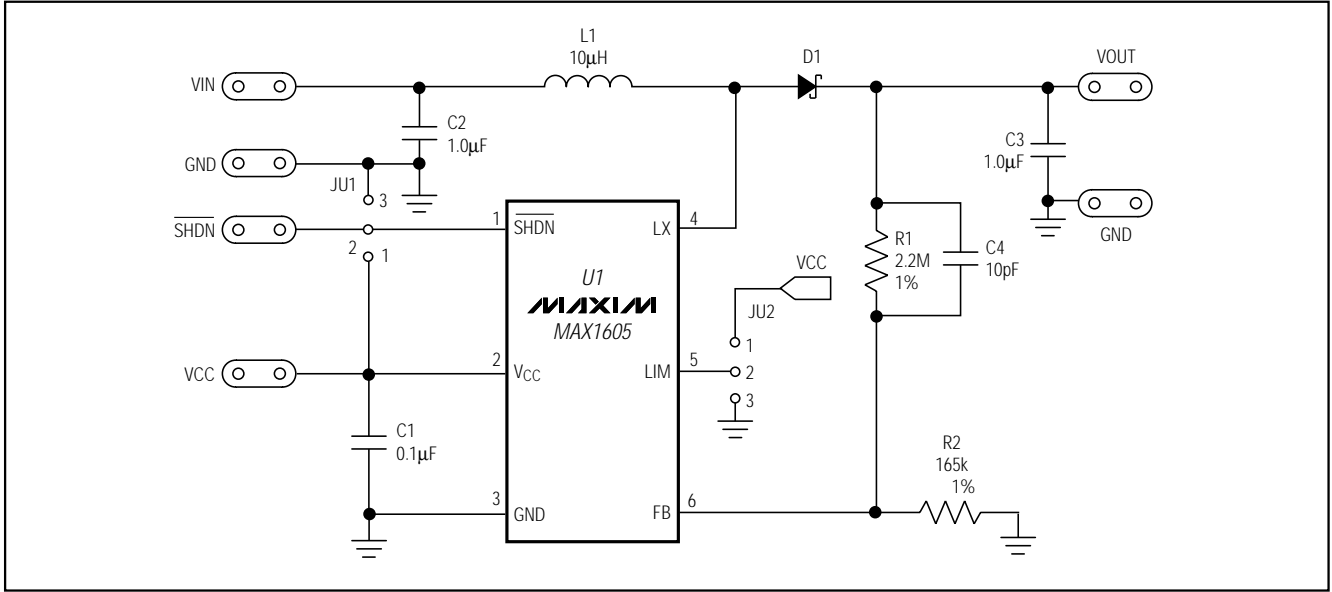 L1
10µH
D1
VOUT
VIN
C2
1.0µF
C3
1.0µF
GND
JU1
3
SHDN
2
1
1
SHDN
LX
4
GND
R1
2.2M
1%
C4
10pF
U1
MAXIM
MAX1605
VCC
JU2
1
VCC
2
VCC
LIM
5
2
3
C1
0.1µF
R2
165k
1%
3
GND
FB
6